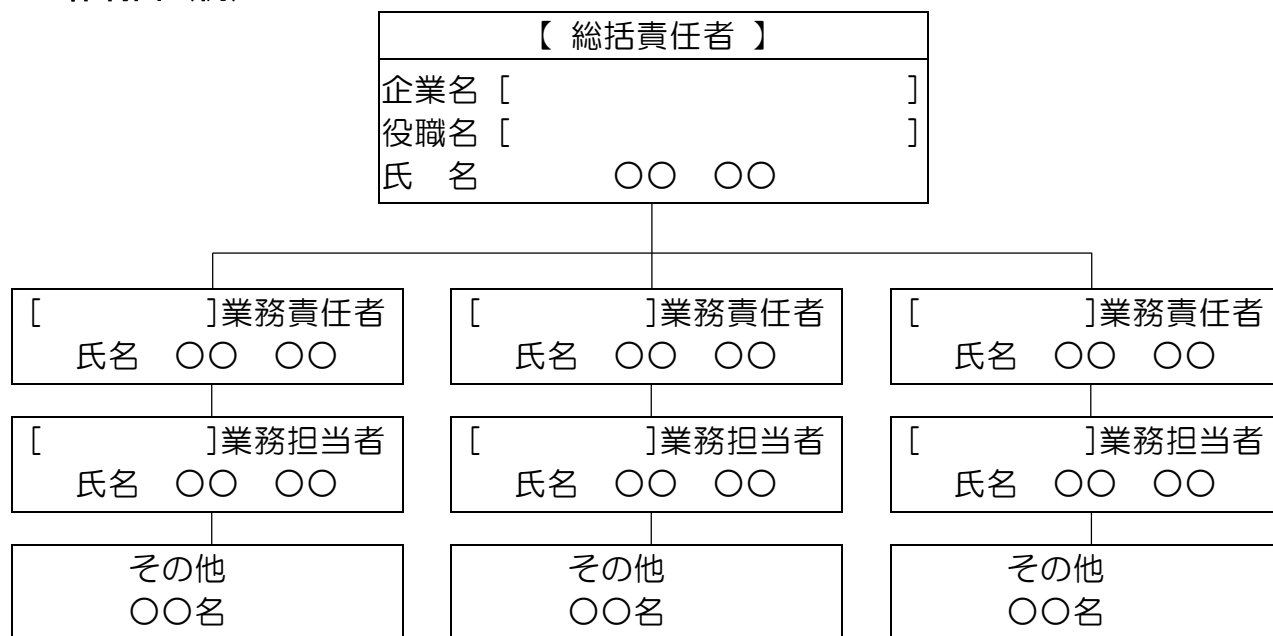 【 総括責任者 】
企業名 [　　　　　　　　　　　　]
役職名 [　　　　　　　　　　　　]
氏　名　　　　○○　○○
[　　　　　]業務責任者
氏名　○○　○○
[　　　　　]業務責任者
氏名　○○　○○
[　　　　　]業務責任者
氏名　○○　○○
[　　　　　]業務担当者
氏名　○○　○○
[　　　　　]業務担当者
氏名　○○　○○
[　　　　　]業務担当者
氏名　○○　○○
その他
○○名
その他
○○名
その他
○○名